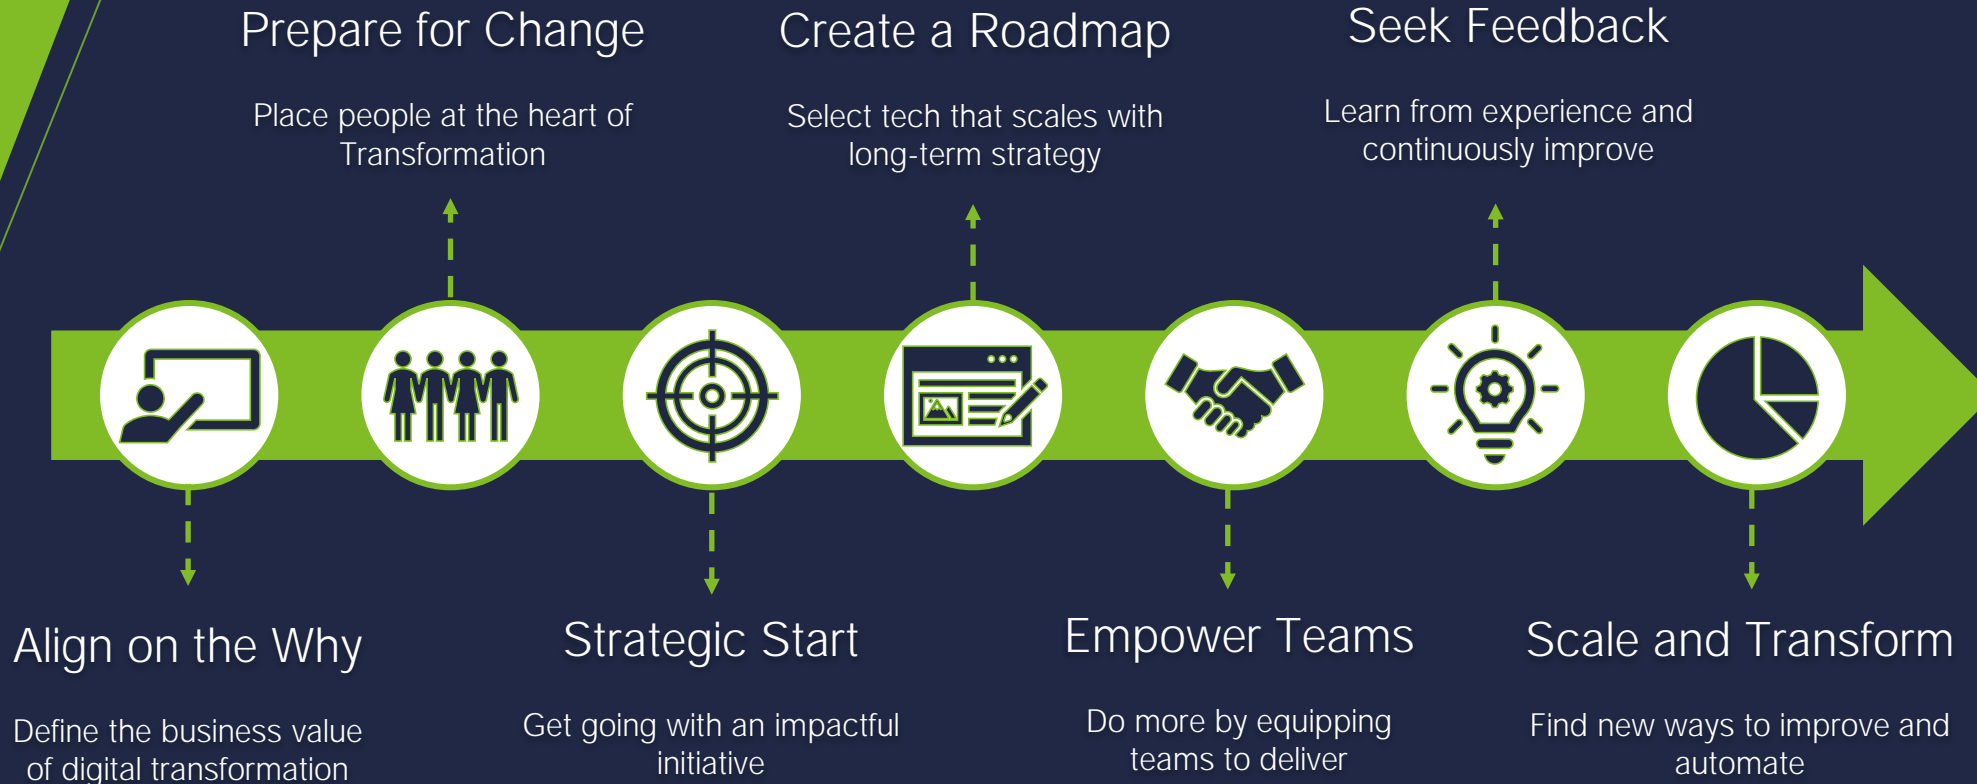 Prepare for Change
Place people at the heart of
Transformation
Create a Roadmap
Select tech that scales with
long-term strategy
Seek Feedback
Learn from experience and
continuously improve
Align on the Why
Define the business value
of digital transformation
Strategic Start
Get going with an impactful
initiative
Empower Teams
Do more by equipping
teams to deliver
Scale and Transform
Find new ways to improve and
automate